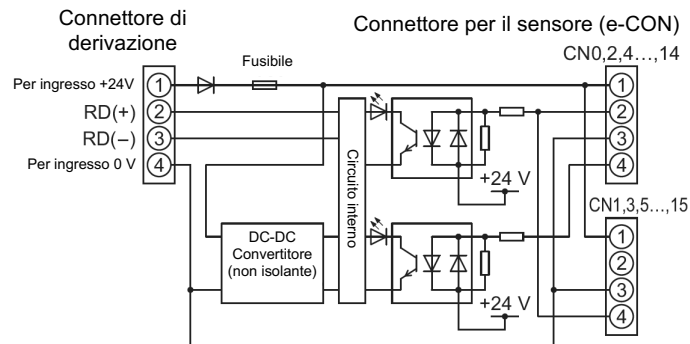 Connettore di
derivazione
Connettore per il sensore (e-CON)
CN0,2,4…,14
Fusibile
Per ingresso +24V
1
RD(+)
2
RD(−)
3
Per ingresso 0 V
4
1
2
3
4
Circuito interno
+24 V
CN1,3,5…,15
DC-DC
Convertitore
(non isolante)
+24 V
1
2
3
4